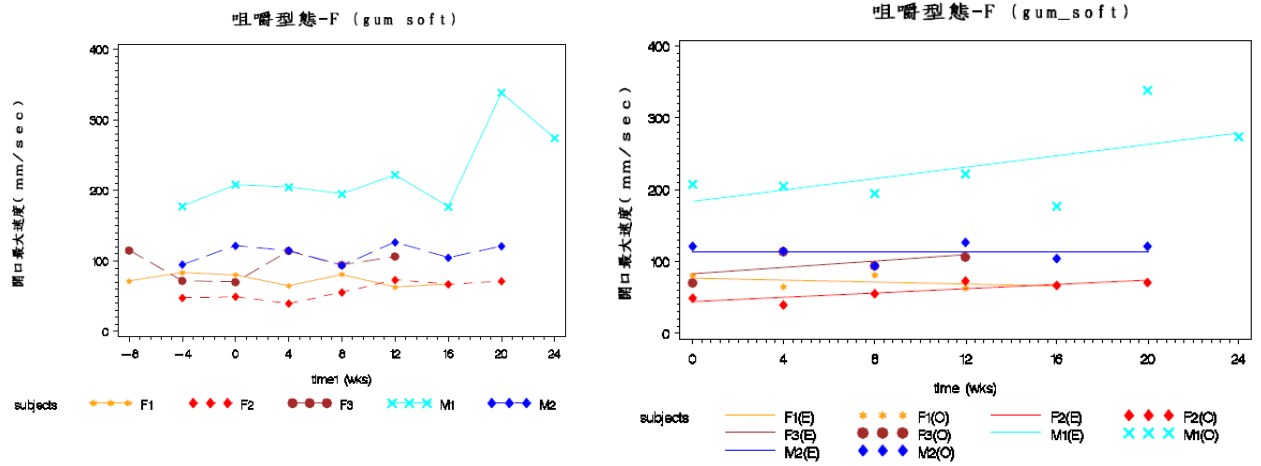 咀嚼型態-F (gum soft)
開口最大速度(mm/sec)
400
300
200
100
0
-8 -4 0 4 8 12 16 20 24
time1 (wks)
subjects F1 F2 F3 M1 M2
咀嚼型態-F (gum_soft)
開口最大速度(mm/sec)
400
300
200
100
0
0 4 8 12 16 20 24
time (wks)
subjects F1(E) F1(O) F2(E) F2(O)
F3(E) F3(O) M1(E) M1(O)
M2(E) M2(O)